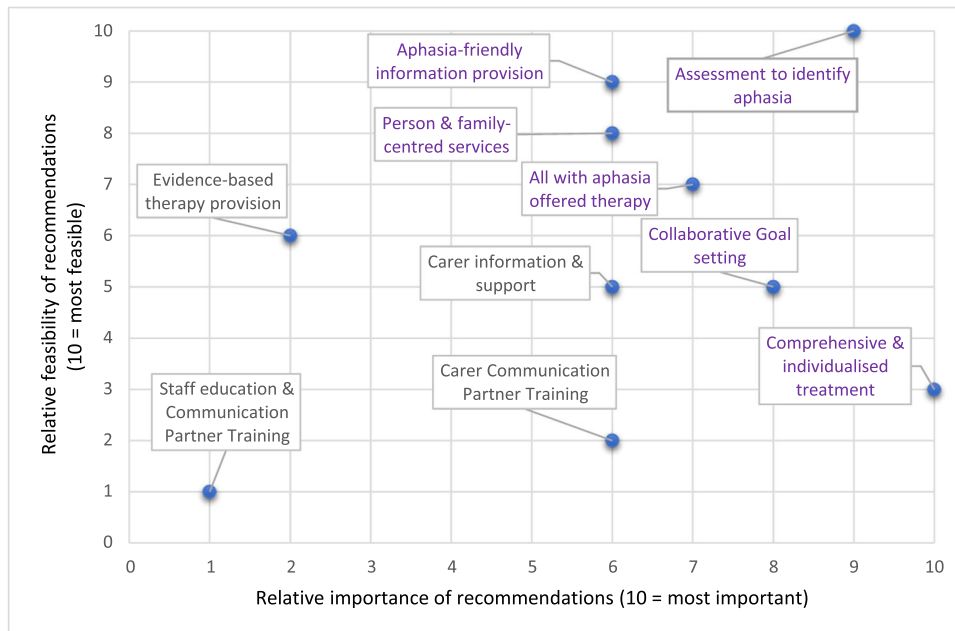 Relative feasibility of recommendations
(10 = most feasible)
10
9
8
7
6
5
4
3
2
1
0
Aphasia-friendly
information provision
Assessment to identify
aphasia
Person & family-
centred services
Evidence-based
therapy provision
All with aphasia
offered therapy
Collaborative Goal
setting
Carer information &
support
Comprehensive &
individualised
treatment
Carer Communication
Partner Training
Staff education &
Communication
Partner Training
0 1 2 3 4 5 6 7 8 9 10
Relative importance of recommendations (10 = most important)